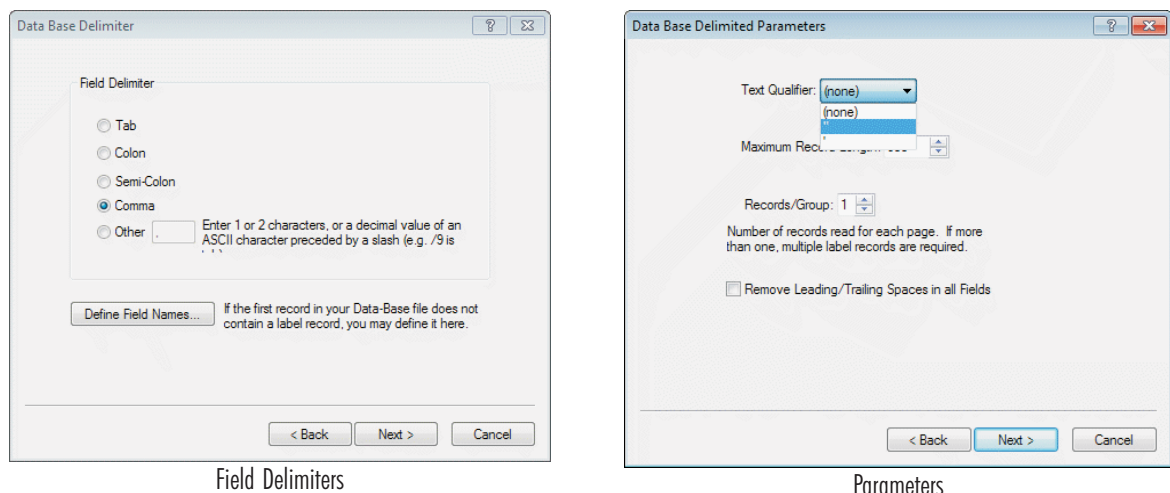 Data Base Delimiter
Field Delimiter
Tab
Colon
Semi-Colon
Comma
Other .
Enter 1 or 2 characters, or a decimal value of an
ASCII character preceded by a slash (e.g. /9 is
Define Field Names...
If the first record in your Data-Base file does not
contain a label record, you may define it here.
< Back
Next >
Cancel
Field Delimiters
Data Base Delimited Parameters
Text Qualifier: (none)
(none)
"
'
Maximum Record Length:
Records/Group: 1
Number of records read for each page. If more
than one, multiple label records are required.
Remove Leading/Trailing Spaces in all Fields
< Back
Next >
Cancel
Parameters